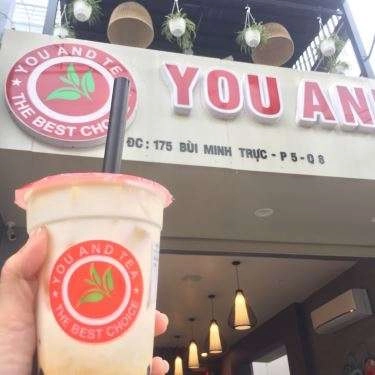 YOU AND TEA
★ THE BEST CHOICE ★
YOU AN
ĐC : 175 BÙI MINH TRỰC - P 5 - Q 8
YOU AND TEA
★ THE BEST CHOICE ★